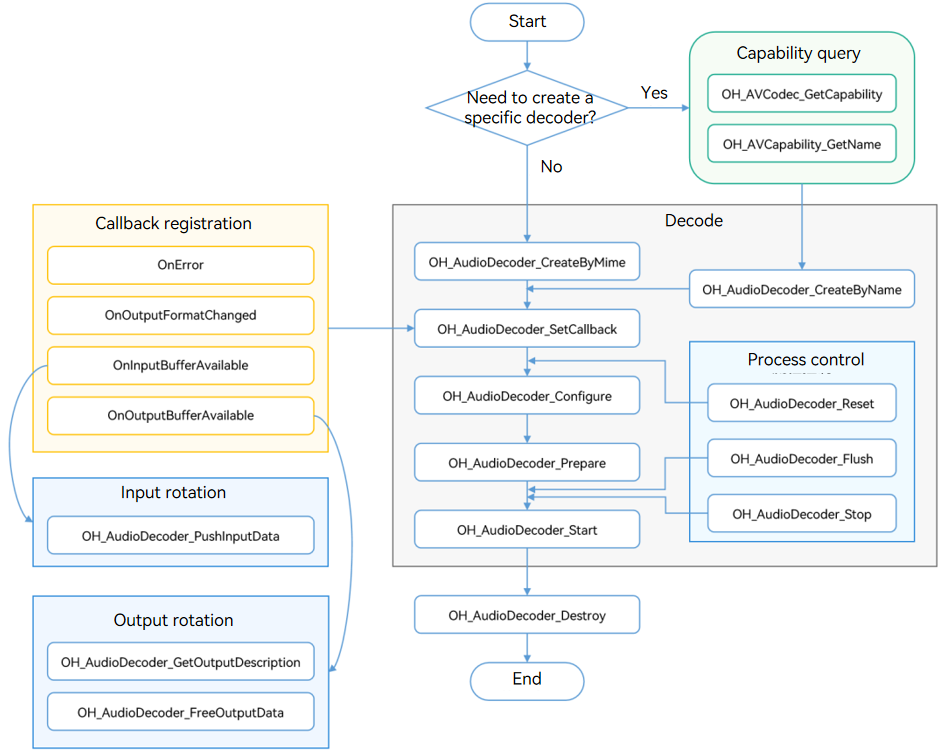 Start
Need to create a
specific decoder?
Yes
No
Capability query
OH_AVCodec_GetCapability
OH_AVCapability_GetName
Callback registration
OnError
OnOutputFormatChanged
OnInputBufferAvailable
OnOutputBufferAvailable
Input rotation
OH_AudioDecoder_PushInputData
Output rotation
OH_AudioDecoder_GetOutputDescription
OH_AudioDecoder_FreeOutputData
Decode
OH_AudioDecoder_CreateByMime
OH_AudioDecoder_CreateByName
OH_AudioDecoder_SetCallback
OH_AudioDecoder_Configure
OH_AudioDecoder_Prepare
OH_AudioDecoder_Start
Process control
OH_AudioDecoder_Reset
OH_AudioDecoder_Flush
OH_AudioDecoder_Stop
OH_AudioDecoder_Destroy
End